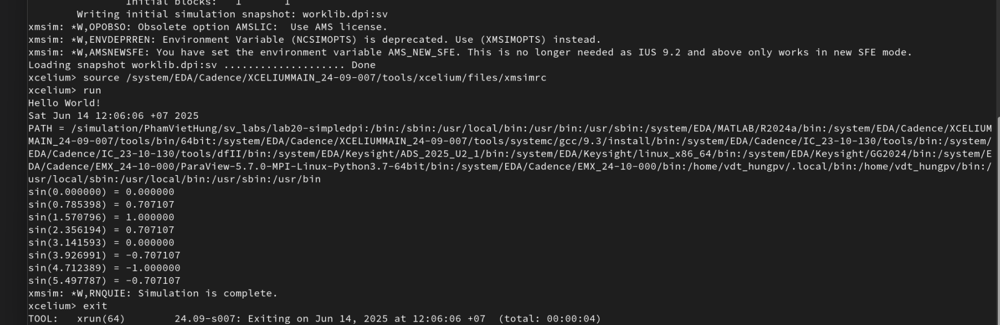 Initial blocks:   1       1
Writing initial simulation snapshot: worklib.dpi:sv
xmsim: *W,OPOBSO: Obsolete option AMSLIC:  Use AMS license.
xmsim: *W,ENVDEPRREN: Environment Variable (NCSIMOPTS) is deprecated. Use (XMSIMOPTS) instead.
xmsim: *W,AMSNEWSFE: You have set the environment variable AMS_NEW_SFE. This is no longer needed as IUS 9.2 and above only works in new SFE mode.
Loading snapshot worklib.dpi:sv .................... Done
xcelium> source /system/EDA/Cadence/XCELIUMMAIN_24-09-007/tools/xcelium/files/xmsimrc
xcelium> run
Hello World!
Sat Jun 14 12:06:06 +07 2025
PATH = /simulation/PhamVietHung/sv_labs/lab20-simpledpi:/bin:/sbin:/usr/local/bin:/usr/bin:/usr/sbin:/system/EDA/MATLAB/R2024a/bin:/system/EDA/Cadence/XCELIUM
MAIN_24-09-007/tools/bin/64bit:/system/EDA/Cadence/XCELIUMMAIN_24-09-007/tools/systemc/gcc/9.3/install/bin:/system/EDA/Cadence/IC_23-10-130/tools/bin:/system/
EDA/Cadence/IC_23-10-130/tools/dfII/bin:/system/EDA/Keysight/ADS_2025_U2_1/bin:/system/EDA/Keysight/linux_x86_64/bin:/system/EDA/Keysight/GG2024/bin:/system/E
DA/Cadence/EMX_24-10-000/ParaView-5.7.0-MPI-Linux-Python3.7-64bit/bin:/system/EDA/Cadence/EMX_24-10-000/bin:/home/vdt_hungpv/.local/bin:/home/vdt_hungpv/bin:/
usr/local/sbin:/usr/local/bin:/usr/sbin:/usr/bin
sin(0.000000) = 0.000000
sin(0.785398) = 0.707107
sin(1.570796) = 1.000000
sin(2.356194) = 0.707107
sin(3.141593) = 0.000000
sin(3.926991) = -0.707107
sin(4.712389) = -1.000000
sin(5.497787) = -0.707107
xmsim: *W,RNQUIE: Simulation is complete.
xcelium> exit
TOOL:   xrun(64)        24.09-s007: Exiting on Jun 14, 2025 at 12:06:06 +07  (total: 00:00:04)